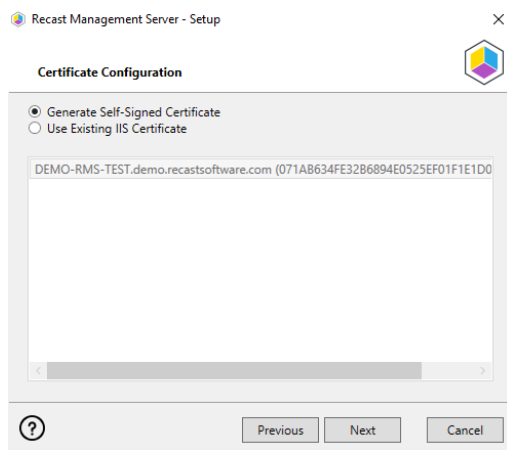 Recast Management Server - Setup
Certificate Configuration
Generate Self-Signed Certificate
Use Existing IIS Certificate
DEMO-RMS-TEST.demo.recastsoftware.com (071AB634FE32B6894E0525EF01F1E1D0
?
Previous Next Cancel